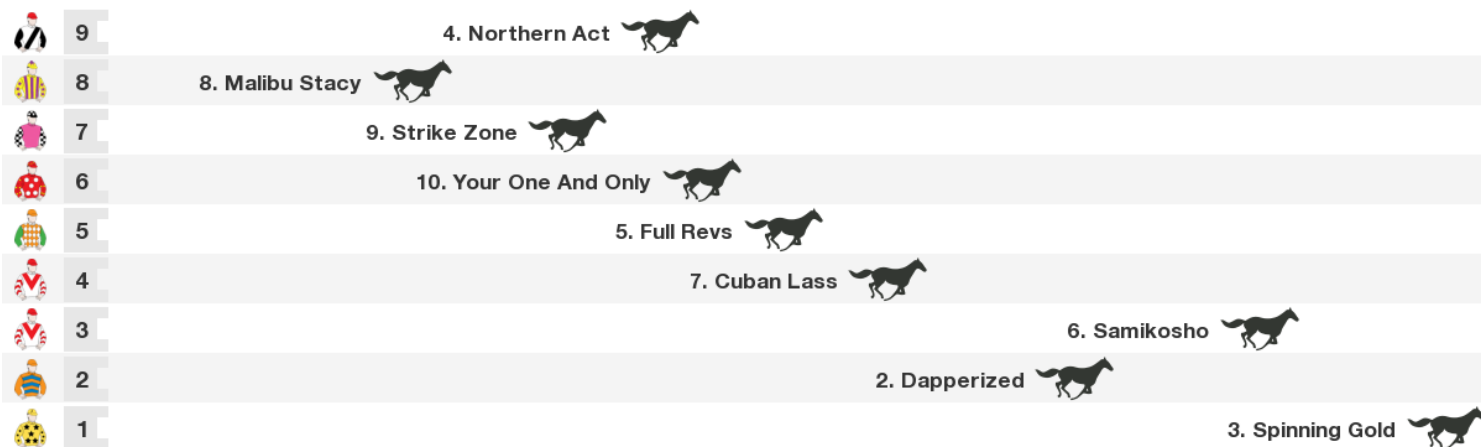 9 4. Northern Act
8 8. Malibu Stacy
7 9. Strike Zone
6 10. Your One And Only
5 5. Full Revs
4 7. Cuban Lass
3 6. Samikosho
2 2. Dapperized
1 3. Spinning Gold